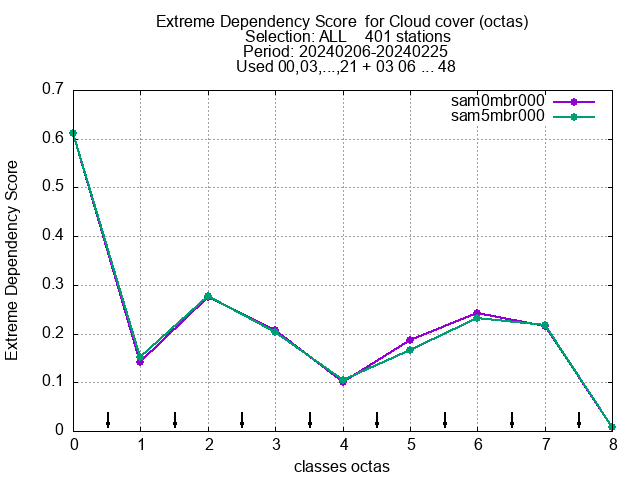 Extreme Dependency Score  for Cloud cover (octas)
Selection: ALL    401 stations
Period: 20240206-20240225
Used 00,03,...,21 + 03 06 ... 48
sam0mbr000
sam5mbr000
0.7
0.6
0.5
0.4
0.3
0.2
0.1
0
Extreme Dependency Score
0 1 2 3 4 5 6 7 8
classes octas